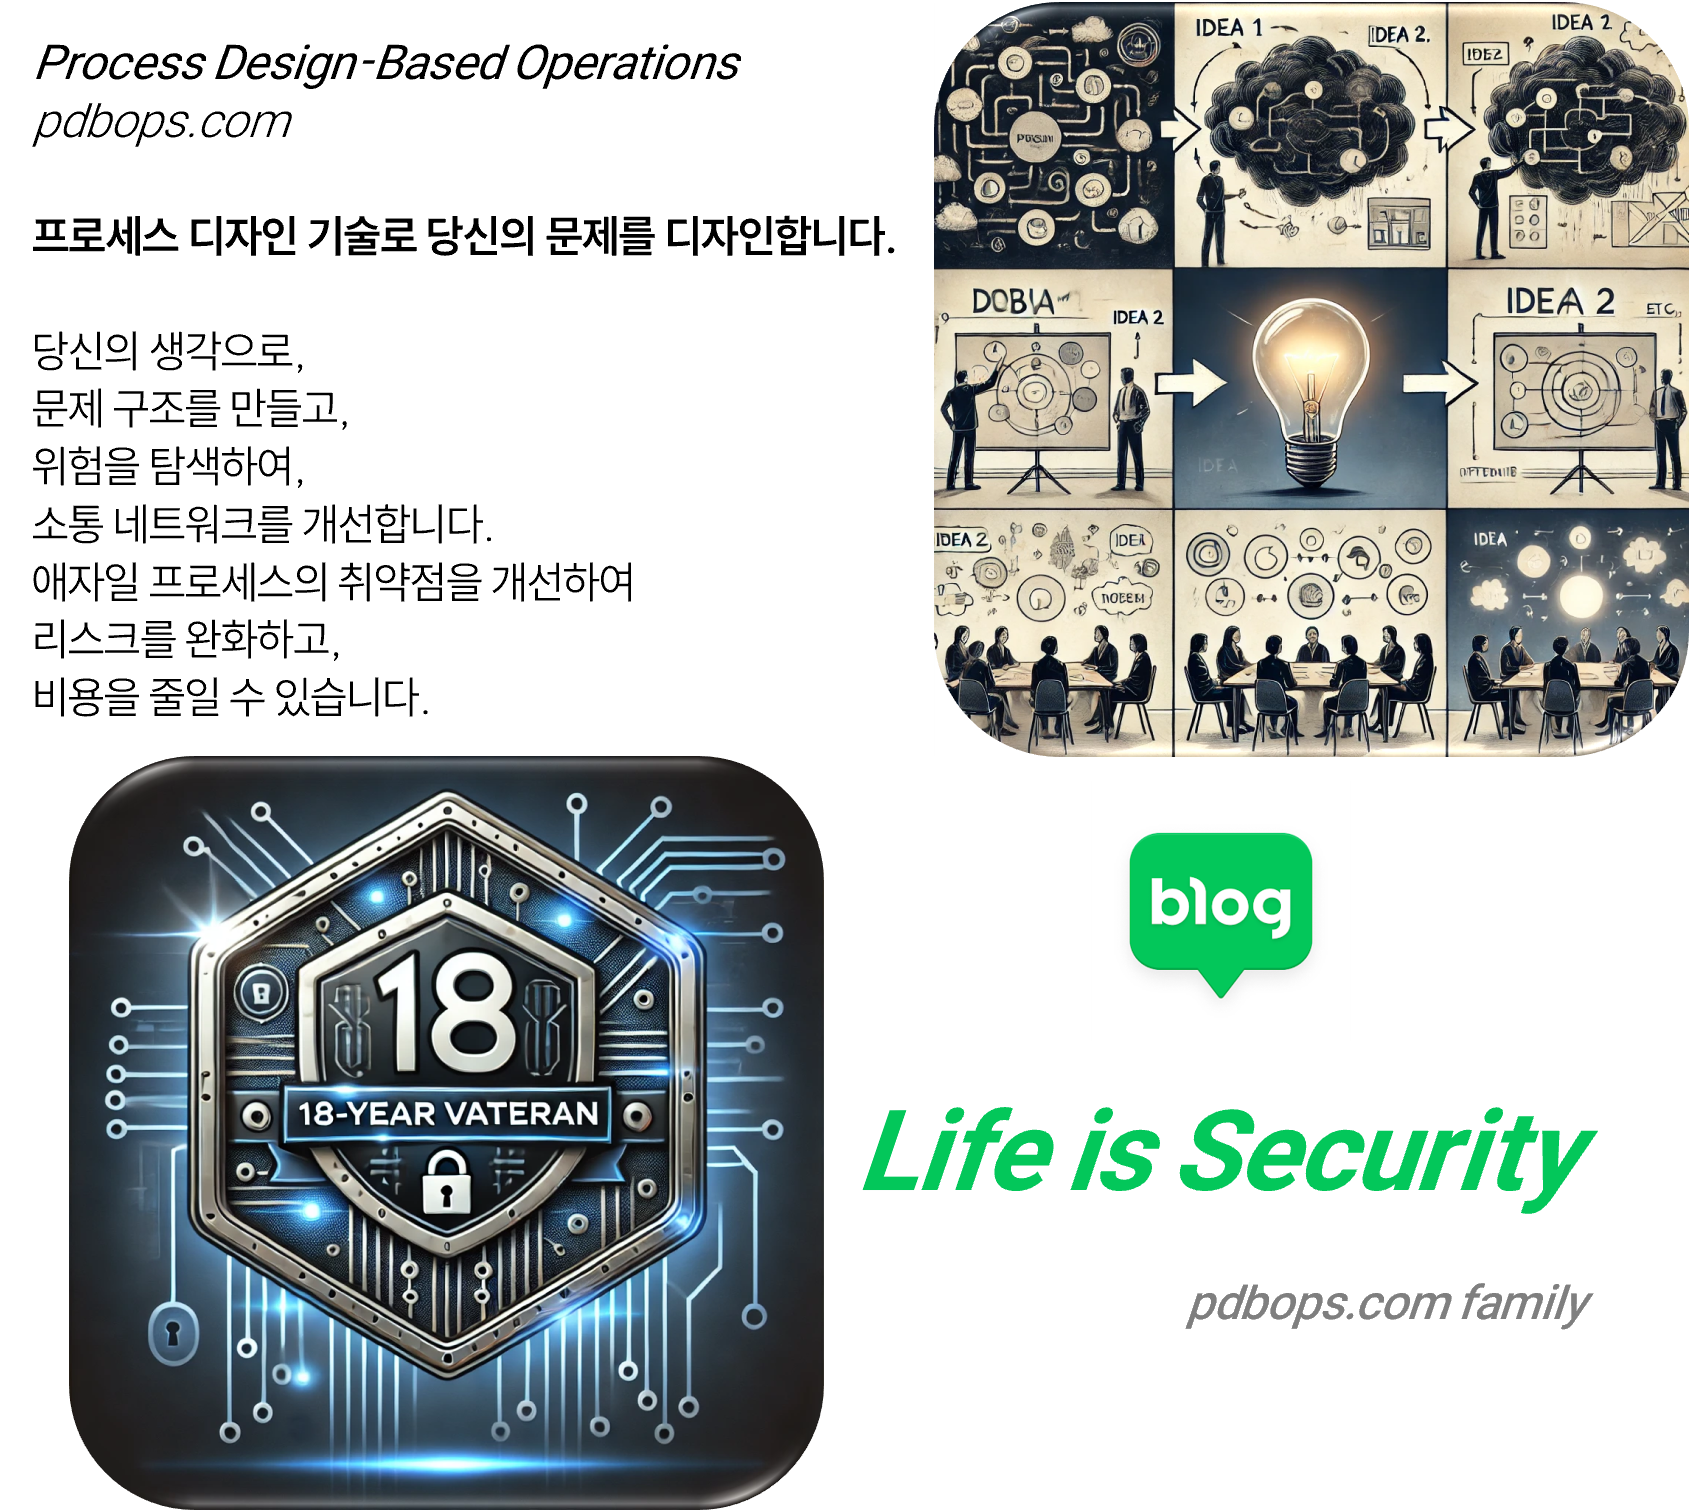 Process Design-Based Operations
pdbops.com
프로세스 디자인 기술로 당신의 문제를 디자인합니다.
당신의 생각으로,
문제 구조를 만들고,
위험을 탐색하여,
소통 네트워크를 개선합니다.
애자일 프로세스의 취약점을 개선하여
리스크를 완화하고,
비용을 줄일 수 있습니다.
IDEA 1
IDEA 2.
IDEA 2
IDEZ
DOBIA
IDEA 2
IDEA
IDEA 2
ETC,
IDEA 2
IDEA
18
18-YEAR VATERAN
blog
Life is Security
pdbops.com family